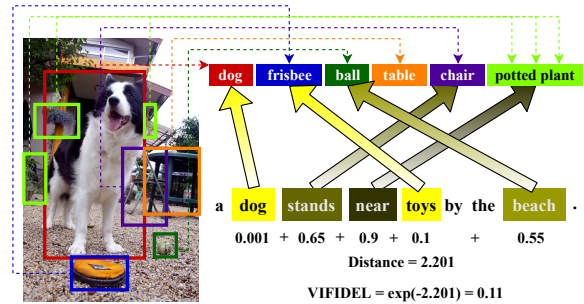 dog frisbee ball table chair potted plant
a dog stands near toys by the beach .
0.001 + 0.65 + 0.9 + 0.1 + 0.55
Distance = 2.201
VIFIDEL = exp(-2.201) = 0.11